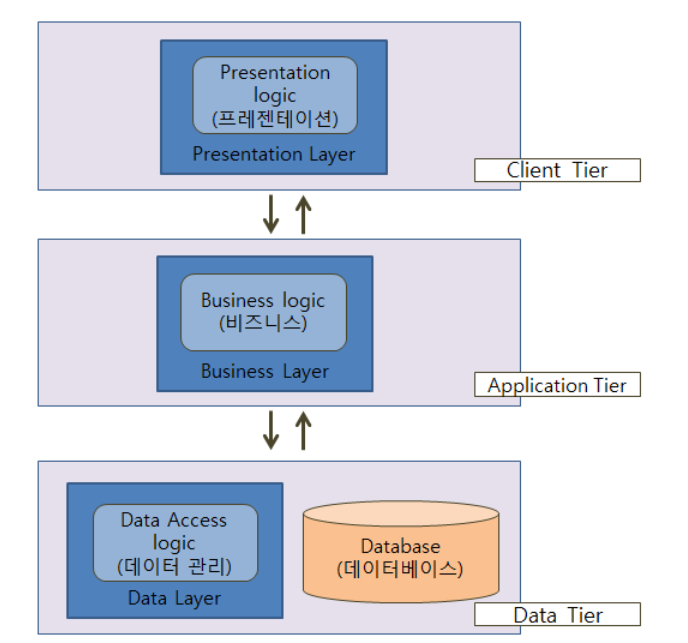 Presentation
logic
(프레젠테이션)
Presentation Layer
Client Tier
Business logic
(비즈니스)
Business Layer
Application Tier
Data Access
logic
(데이터 관리)
Data Layer
Database
(데이터베이스)
Data Tier